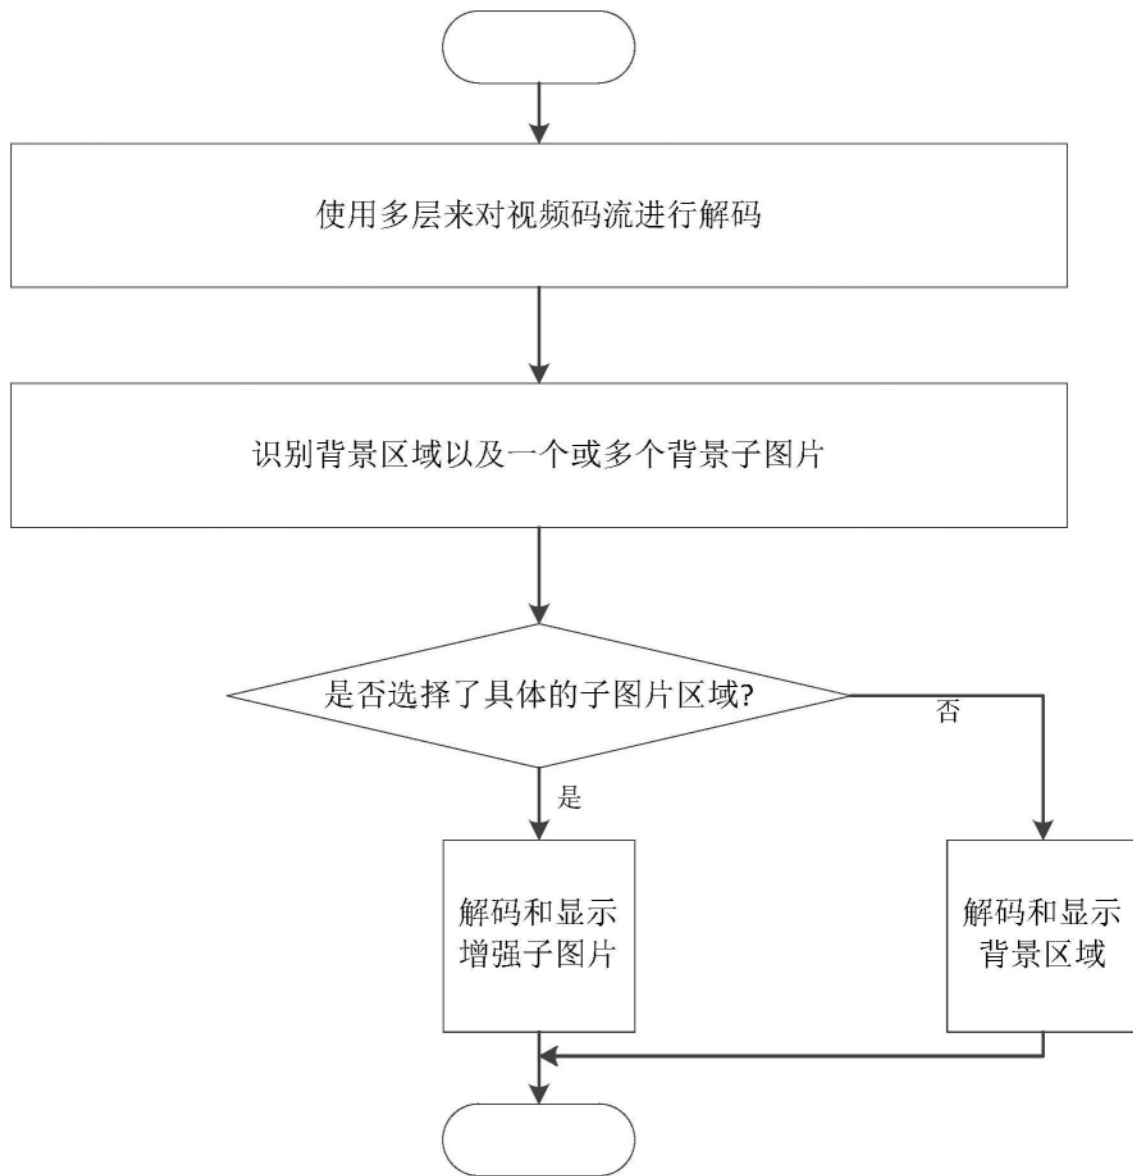 使用多层来对视频码流进行解码
识别背景区域以及一个或多个背景子图片
是否选择了具体的子图片区域?
否
是
解码和显示
增强子图片
解码和显示
背景区域